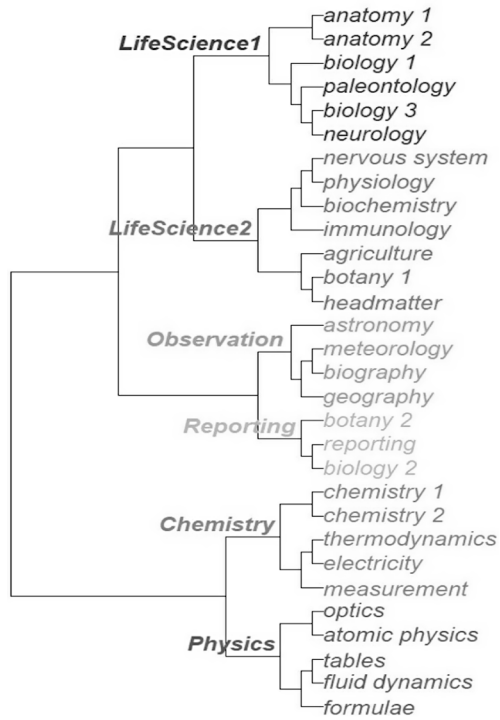 anatomy 1
LifeScience1
anatomy 2
biology 1
paleontology
biology 3
neurology
nervous system
physiology
biochemistry
LifeScience2
immunology
agriculture
botany 1
headmatter
astronomy
Observation
meteorology
biography
geography
botany 2
Reporting
reporting
biology 2
chemistry 1
Chemistry
chemistry 2
thermodynamics
electricity
measurement
optics
atomic physics
Physics
tables
fluid dynamics
formulae